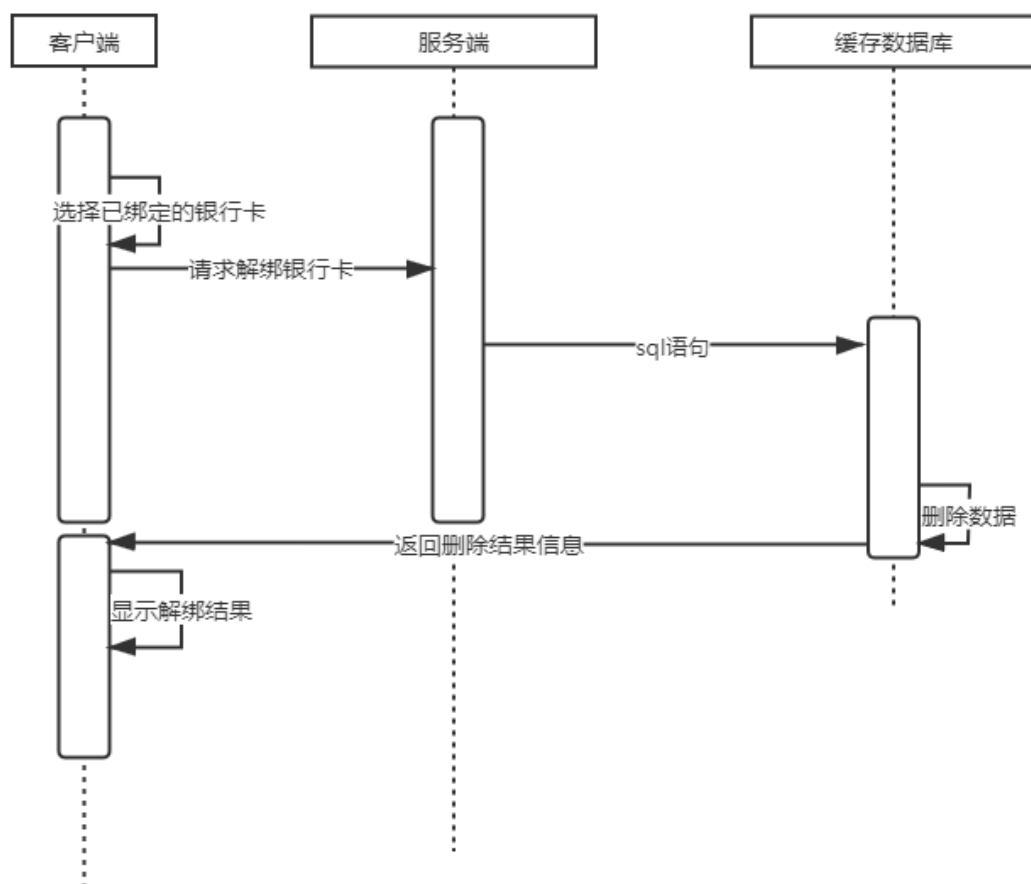 客户端
服务端
缓存数据库
选择已绑定的银行卡
请求解绑银行卡
sql语句
删除数据
返回删除结果信息
显示解绑结果